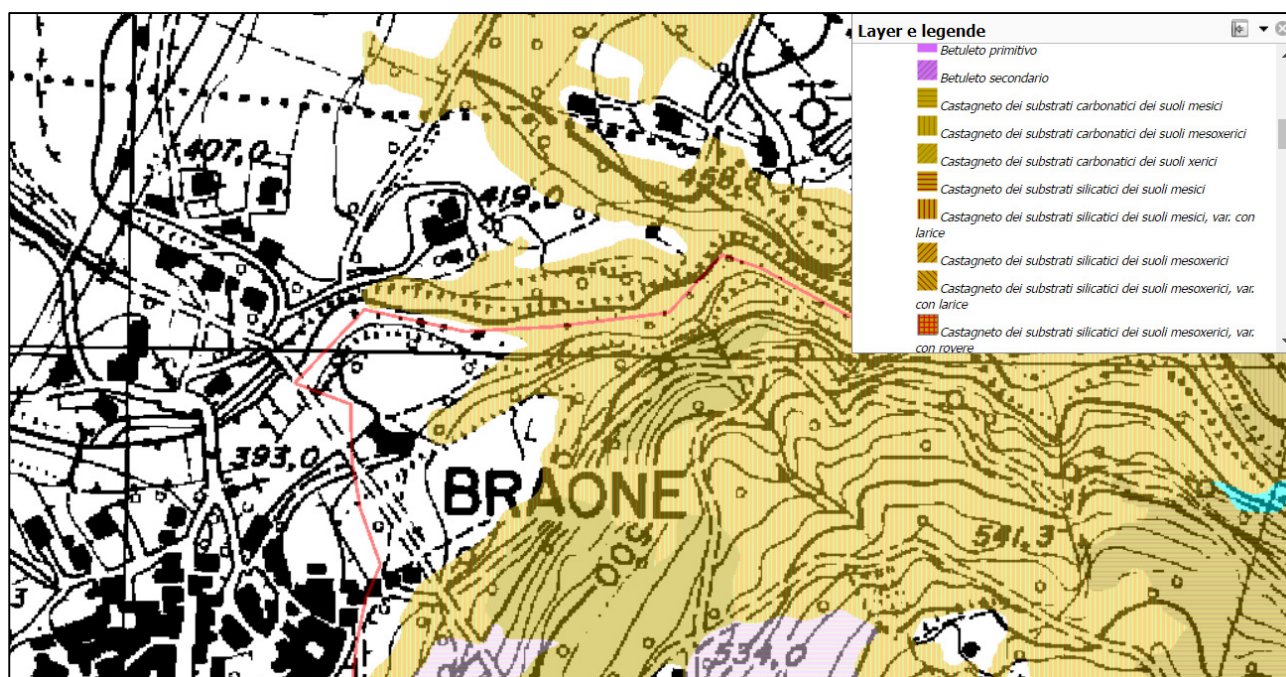 Layer e legende
Betuleto primitivo
Betuleto secondario
Castagneto dei substrati carbonatici dei suoli mesici
Castagneto dei substrati carbonatici dei suoli mesoxerici
Castagneto dei substrati carbonatici dei suoli xerici
Castagneto dei substrati silicatici dei suoli mesici
Castagneto dei substrati silicatici dei suoli mesici, var. con
larice
Castagneto dei substrati silicatici dei suoli mesoxerici
Castagneto dei substrati silicatici dei suoli mesoxerici, var.
con larice
Castagneto dei substrati silicatici dei suoli mesoxerici, var.
con rovere
407,0
419,0
393,0
BRAONE
500
541,3
534,0
3